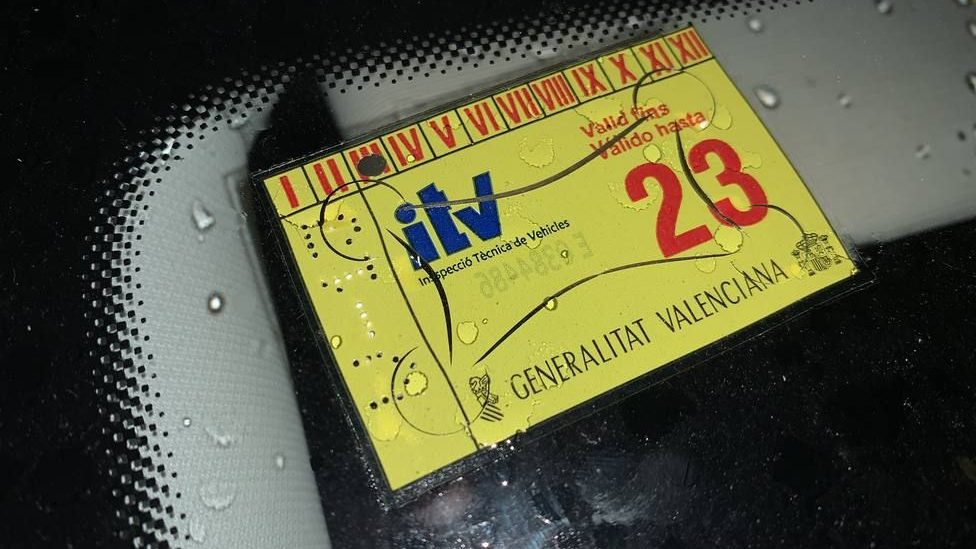 I II III IV V VI VII VIII IX X XI XII
Valid fins
Válido hasta
23
itv
Inspecció Tècnica de Vehicles
GENERALITAT VALENCIANA